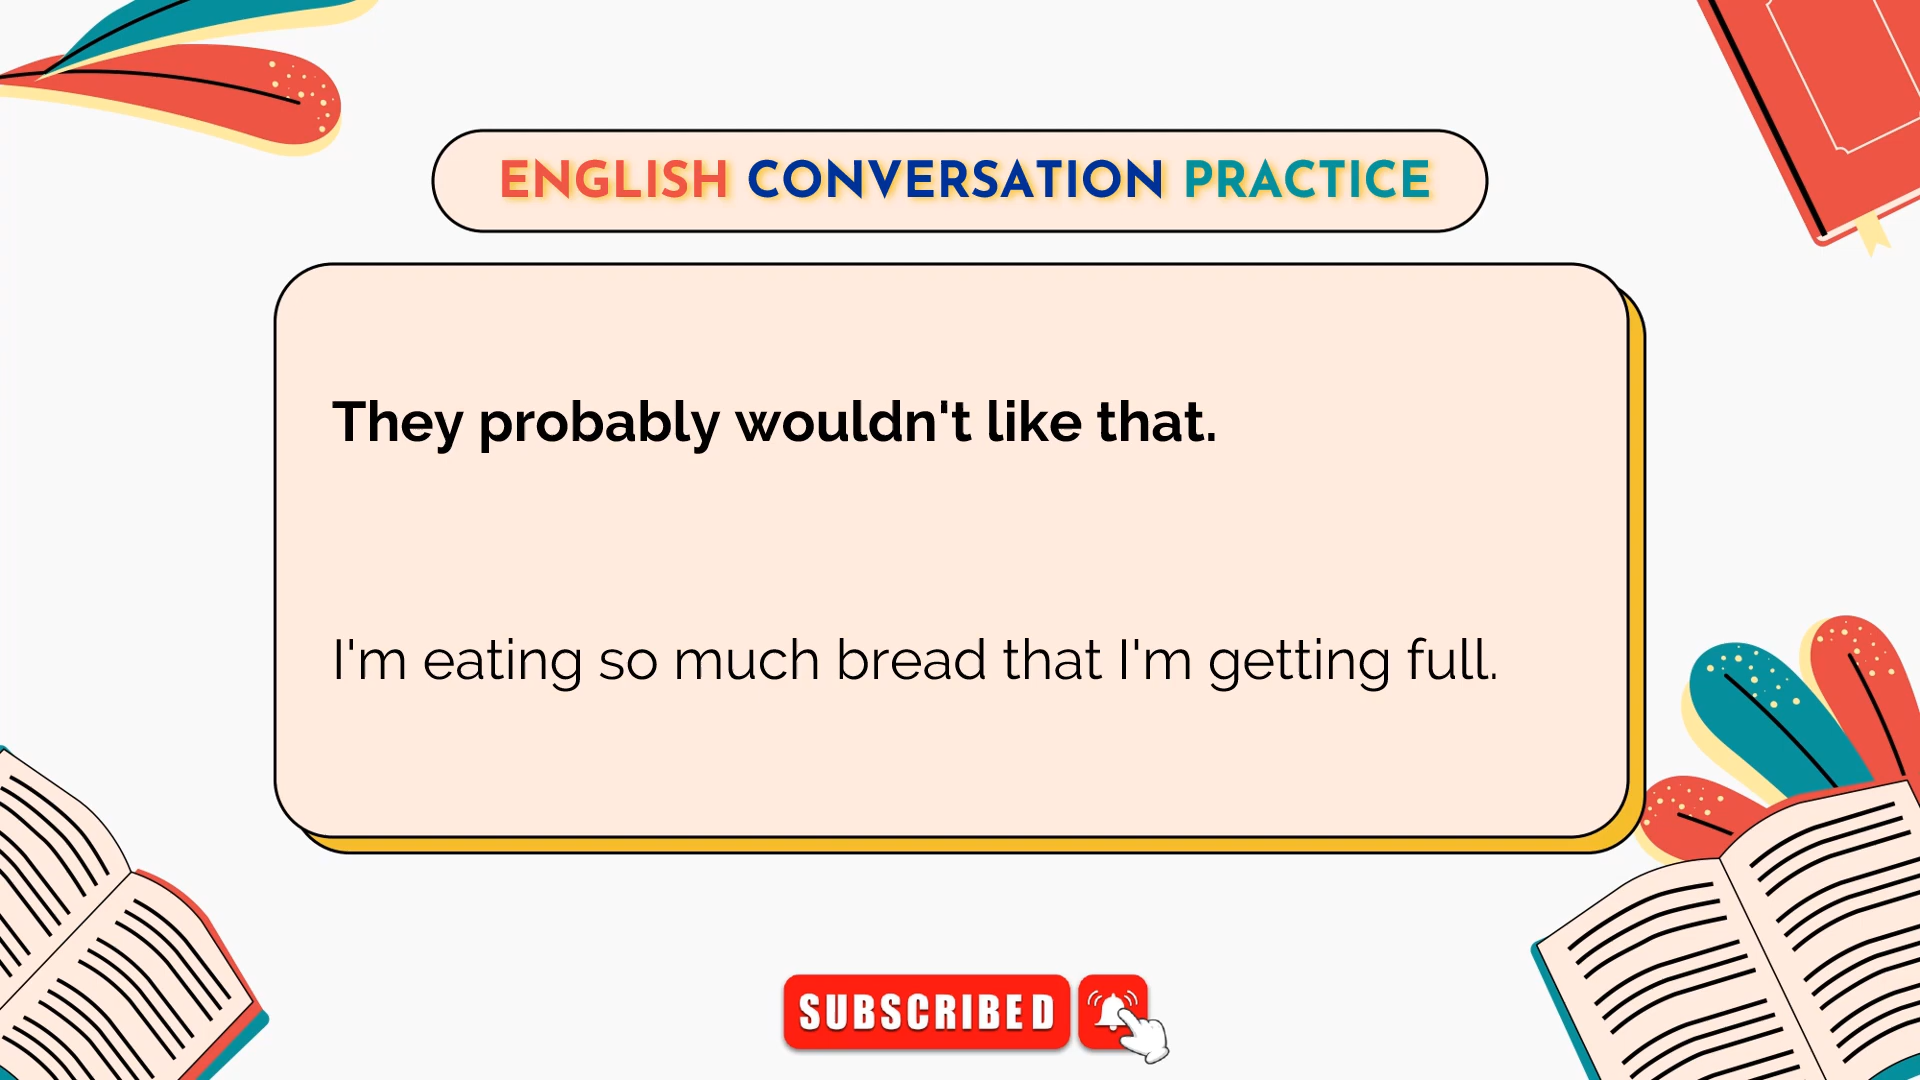 ENGLISH CONVERSATION PRACTICE
They probably wouldn't like that.
I'm eating so much bread that I'm getting full.
SUBSCRIBED